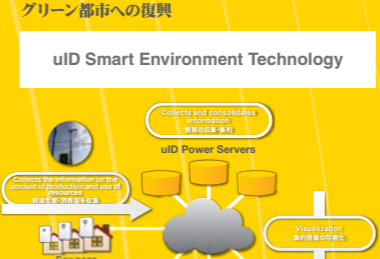 グリーン都市への復興
uID Smart Environment Technology
Collects and consolidates
information
情報の収集・集約
uID Power Servers
Collects the information on the
amount of production and use of
resources
資源生産・消費量を収集
Visualization
集約情報の可視化
Sensors